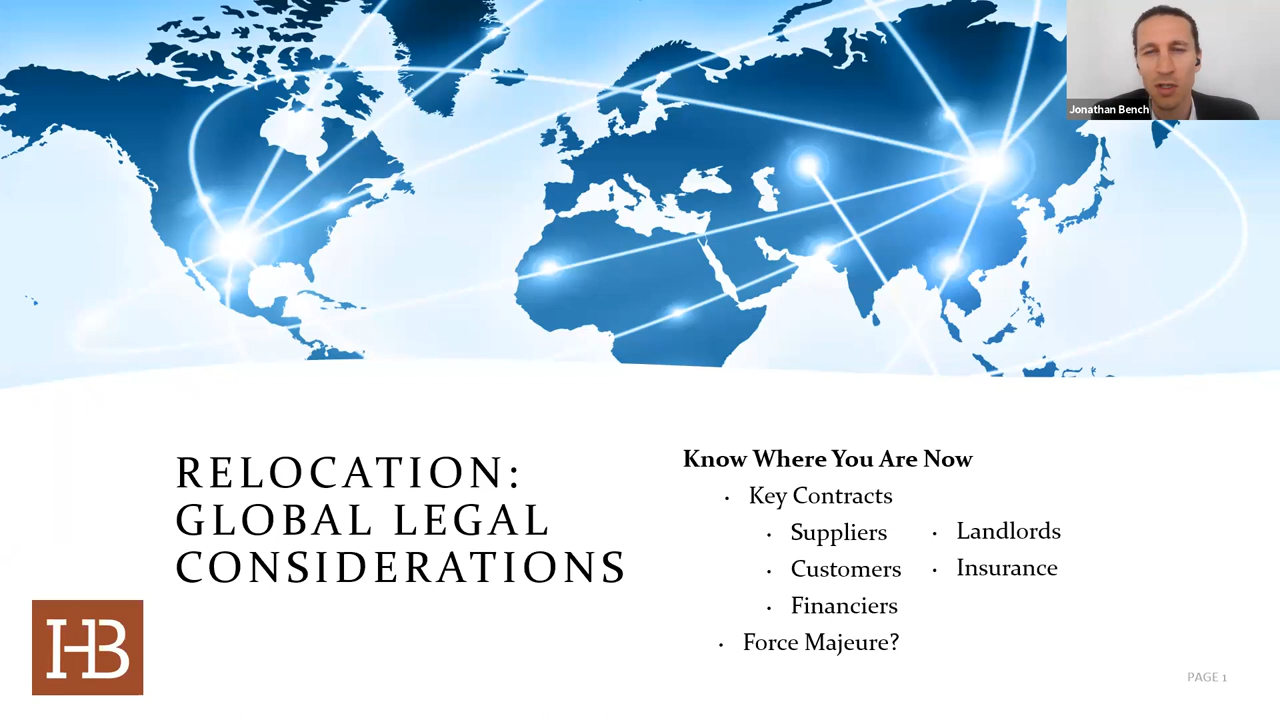 Jonathan Bench
RELOCATION:
GLOBAL LEGAL
CONSIDERATIONS
Know Where You Are Now
· Key Contracts
· Suppliers
· Customers
· Financiers
· Landlords
· Insurance
· Force Majeure?
HB
PAGE 1